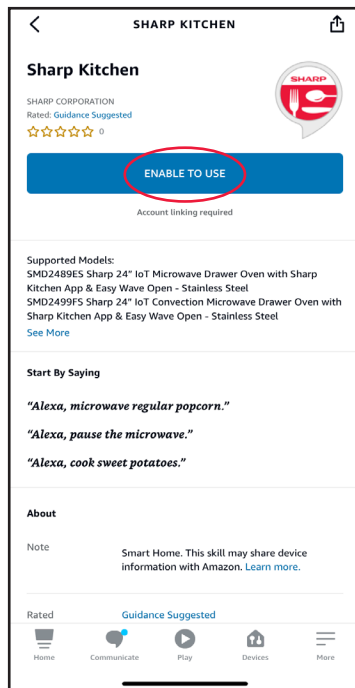 SHARP KITCHEN
Sharp Kitchen
SHARP
SHARP CORPORATION
Rated: Guidance Suggested
0
ENABLE TO USE
Account linking required
Supported Models:
SMD2489ES Sharp 24" IoT Microwave Drawer Oven with Sharp
Kitchen App & Easy Wave Open - Stainless Steel
SMD2499FS Sharp 24" IoT Convection Microwave Drawer Oven with
Sharp Kitchen App & Easy Wave Open - Stainless Steel
See More
Start By Saying
“Alexa, microwave regular popcorn.”
“Alexa, pause the microwave.”
“Alexa, cook sweet potatoes.”
About
Note
Smart Home. This skill may share device
information with Amazon. Learn more.
Rated Guidance Suggested
Home Communicate Play Devices More